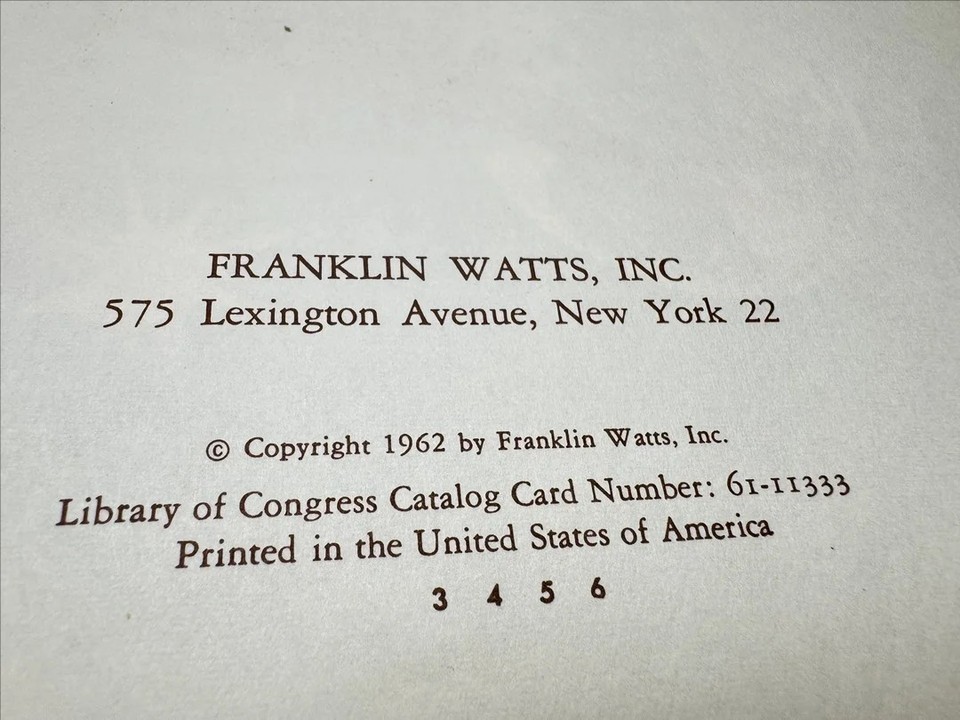 FRANKLIN WATTS, INC.
575 Lexington Avenue, New York 22
© Copyright 1962 by Franklin Watts, Inc.
Library of Congress Catalog Card Number: 61-11333
Printed in the United States of America
3 4 5 6